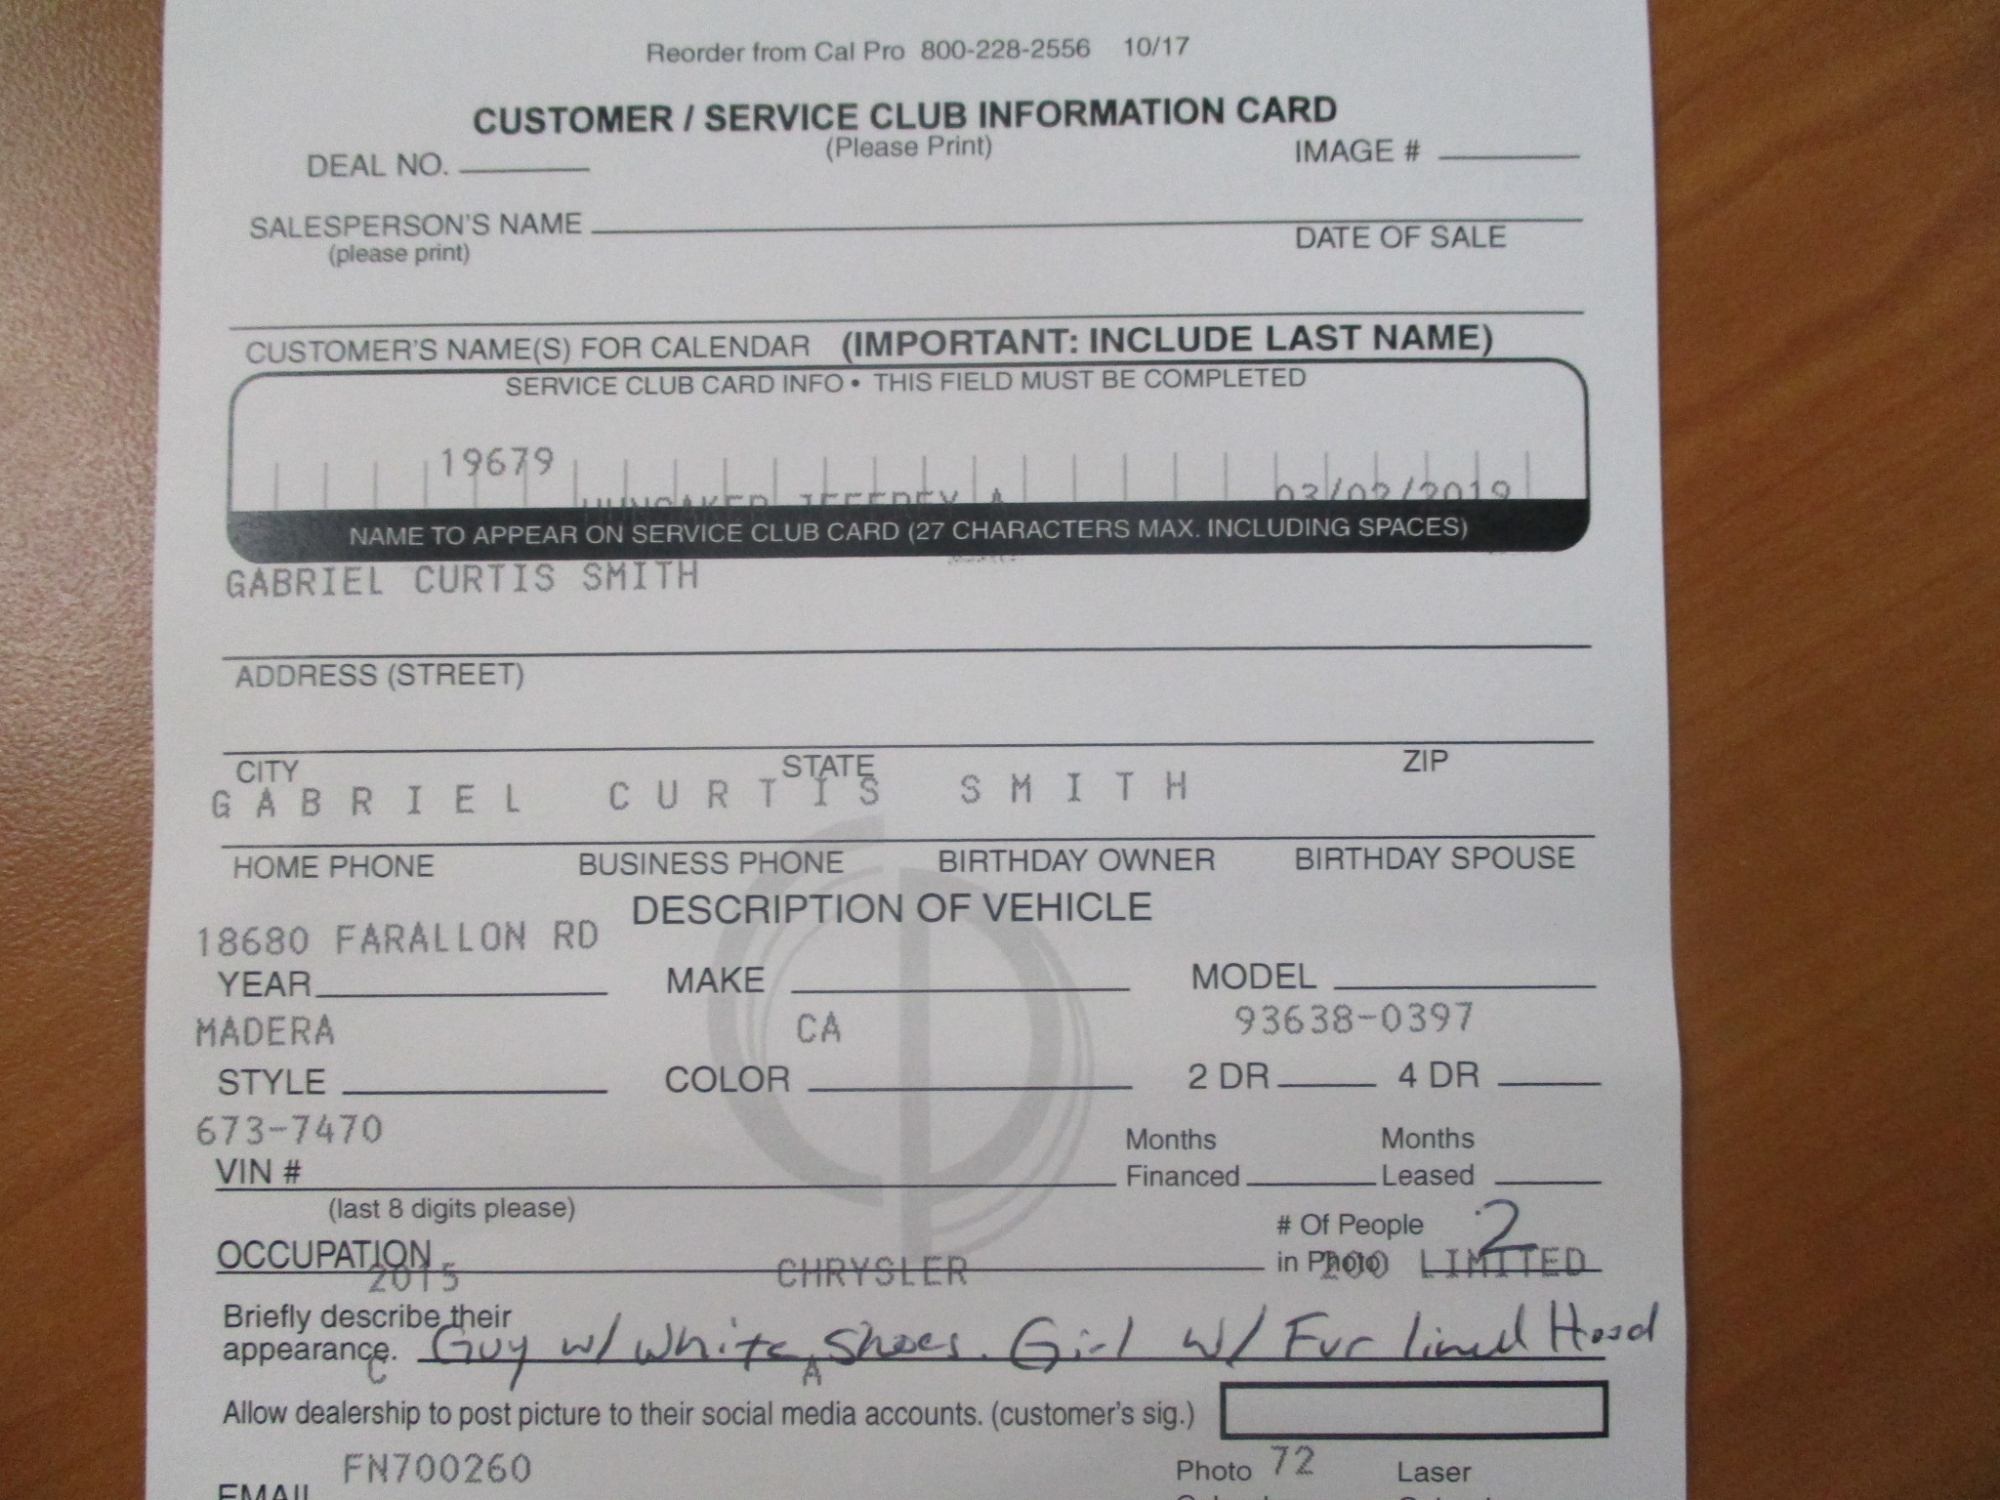 Reorder from Cal Pro 800-228-2556 10/17
CUSTOMER / SERVICE CLUB INFORMATION CARD
(Please Print)
DEAL NO. IMAGE #
SALESPERSON'S NAME DATE OF SALE
(please print)
CUSTOMER'S NAME(S) FOR CALENDAR (IMPORTANT: INCLUDE LAST NAME)
SERVICE CLUB CARD INFO • THIS FIELD MUST BE COMPLETED
19679
HUNSAKER JEFFREY A 03/02/2019
NAME TO APPEAR ON SERVICE CLUB CARD (27 CHARACTERS MAX. INCLUDING SPACES)
GABRIEL CURTIS SMITH
ADDRESS (STREET)
CITY STATE ZIP
GABRIEL CURTIS SMITH
HOME PHONE BUSINESS PHONE BIRTHDAY OWNER BIRTHDAY SPOUSE
DESCRIPTION OF VEHICLE
18680 FARALLON RD
YEAR MAKE MODEL
MADERA CA 93638-0397
STYLE COLOR 2 DR 4 DR
673-7470
VIN # Months Financed Months Leased
(last 8 digits please)
OCCUPATION # Of People in Photo 2
2015 CHRYSLER 200 LIMITED
Briefly describe their
appearance. Guy w/ white shoes. Girl w/ Fur lined Hood
C A
Allow dealership to post picture to their social media accounts. (customer's sig.)
FN700260 72
EMAIL Photo Laser